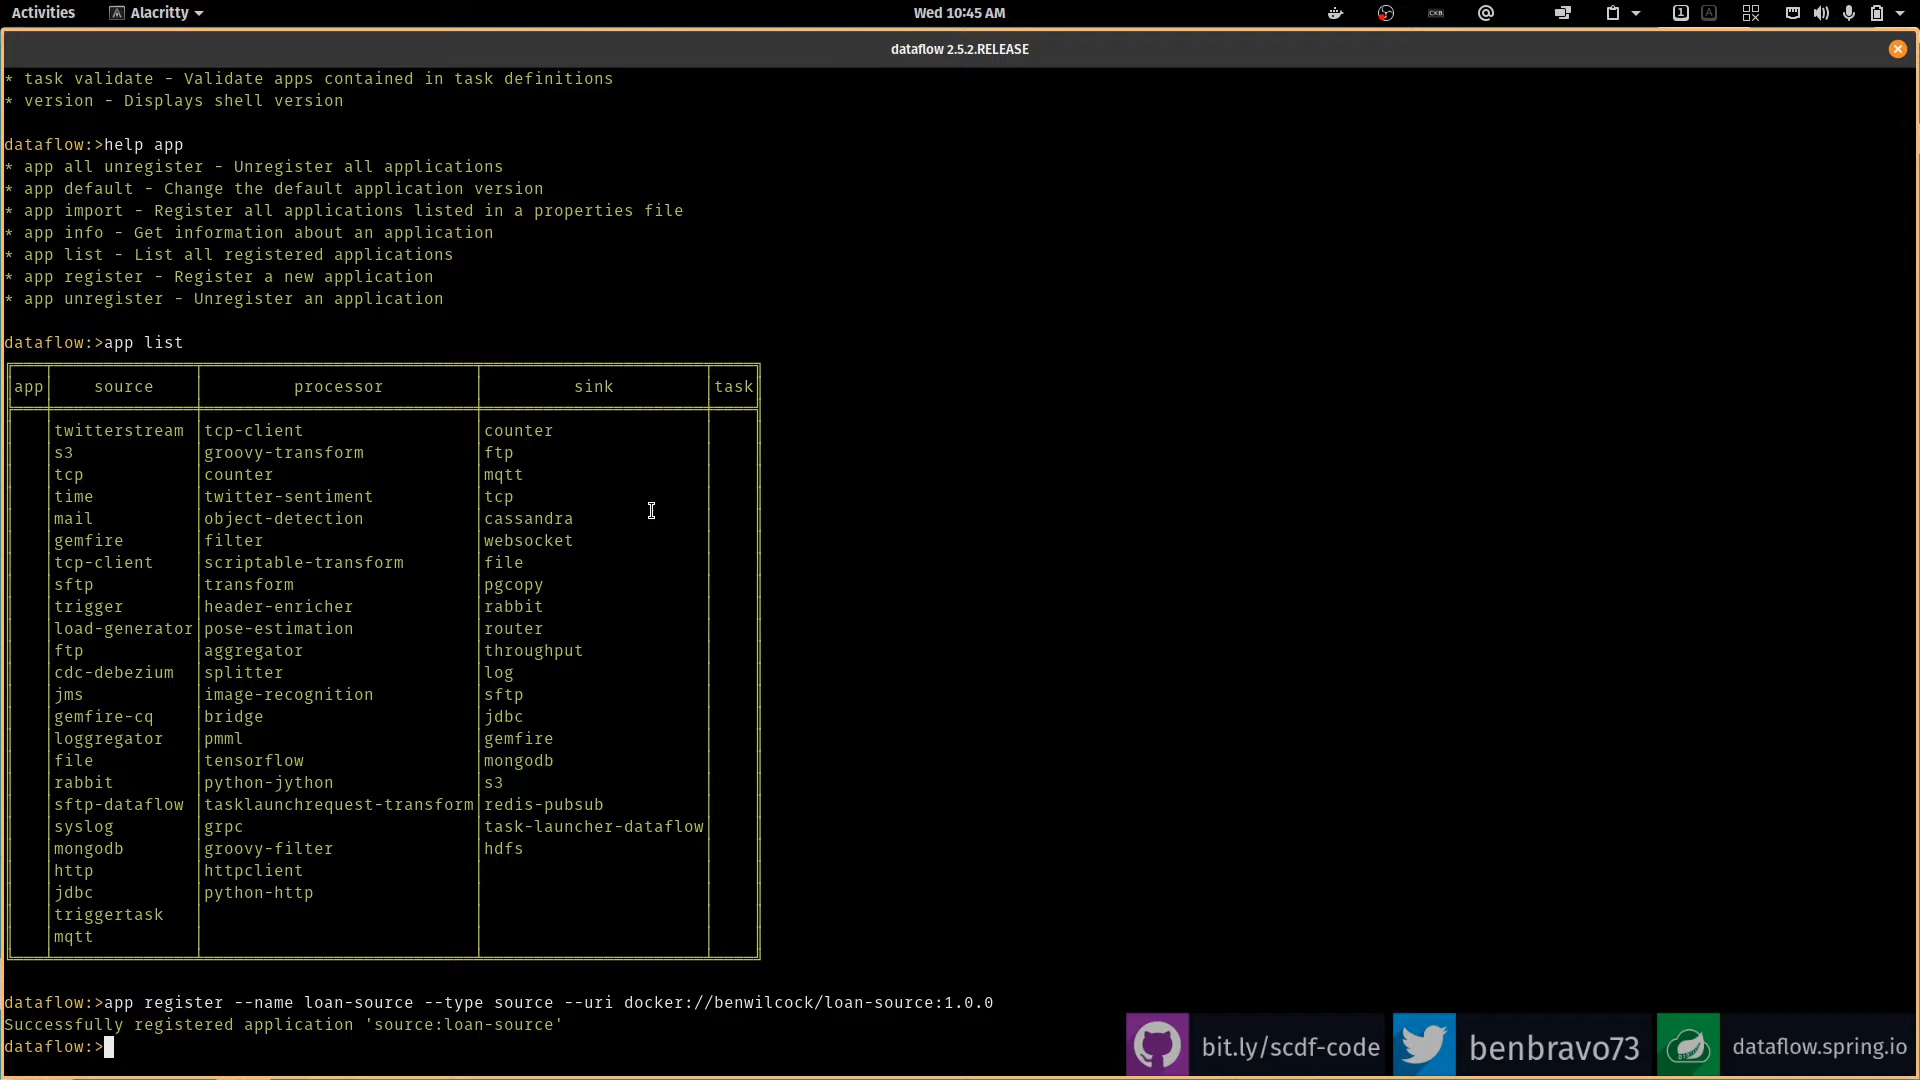 Activities Alacritty Wed 10:45 AM CKB 1 A
dataflow 2.5.2.RELEASE
* task validate - Validate apps contained in task definitions
* version - Displays shell version
dataflow:>help app
* app all unregister - Unregister all applications
* app default - Change the default application version
* app import - Register all applications listed in a properties file
* app info - Get information about an application
* app list - List all registered applications
* app register - Register a new application
* app unregister - Unregister an application
dataflow:>app list
app source processor sink task
twitterstream tcp-client counter
s3 groovy-transform ftp
tcp counter mqtt
time twitter-sentiment tcp
mail object-detection cassandra
gemfire filter websocket
tcp-client scriptable-transform file
sftp transform pgcopy
trigger header-enricher rabbit
load-generator pose-estimation router
ftp aggregator throughput
cdc-debezium splitter log
jms image-recognition sftp
gemfire-cq bridge jdbc
loggregator pmml gemfire
file tensorflow mongodb
rabbit python-jython s3
sftp-dataflow tasklaunchrequest-transform redis-pubsub
syslog grpc task-launcher-dataflow
mongodb groovy-filter hdfs
http httpclient
jdbc python-http
triggertask
mqtt
dataflow:>app register --name loan-source --type source --uri docker://benwilcock/loan-source:1.0.0
Successfully registered application 'source:loan-source'
dataflow:>
bit.ly/scdf-code benbravo73 dataflow.spring.io